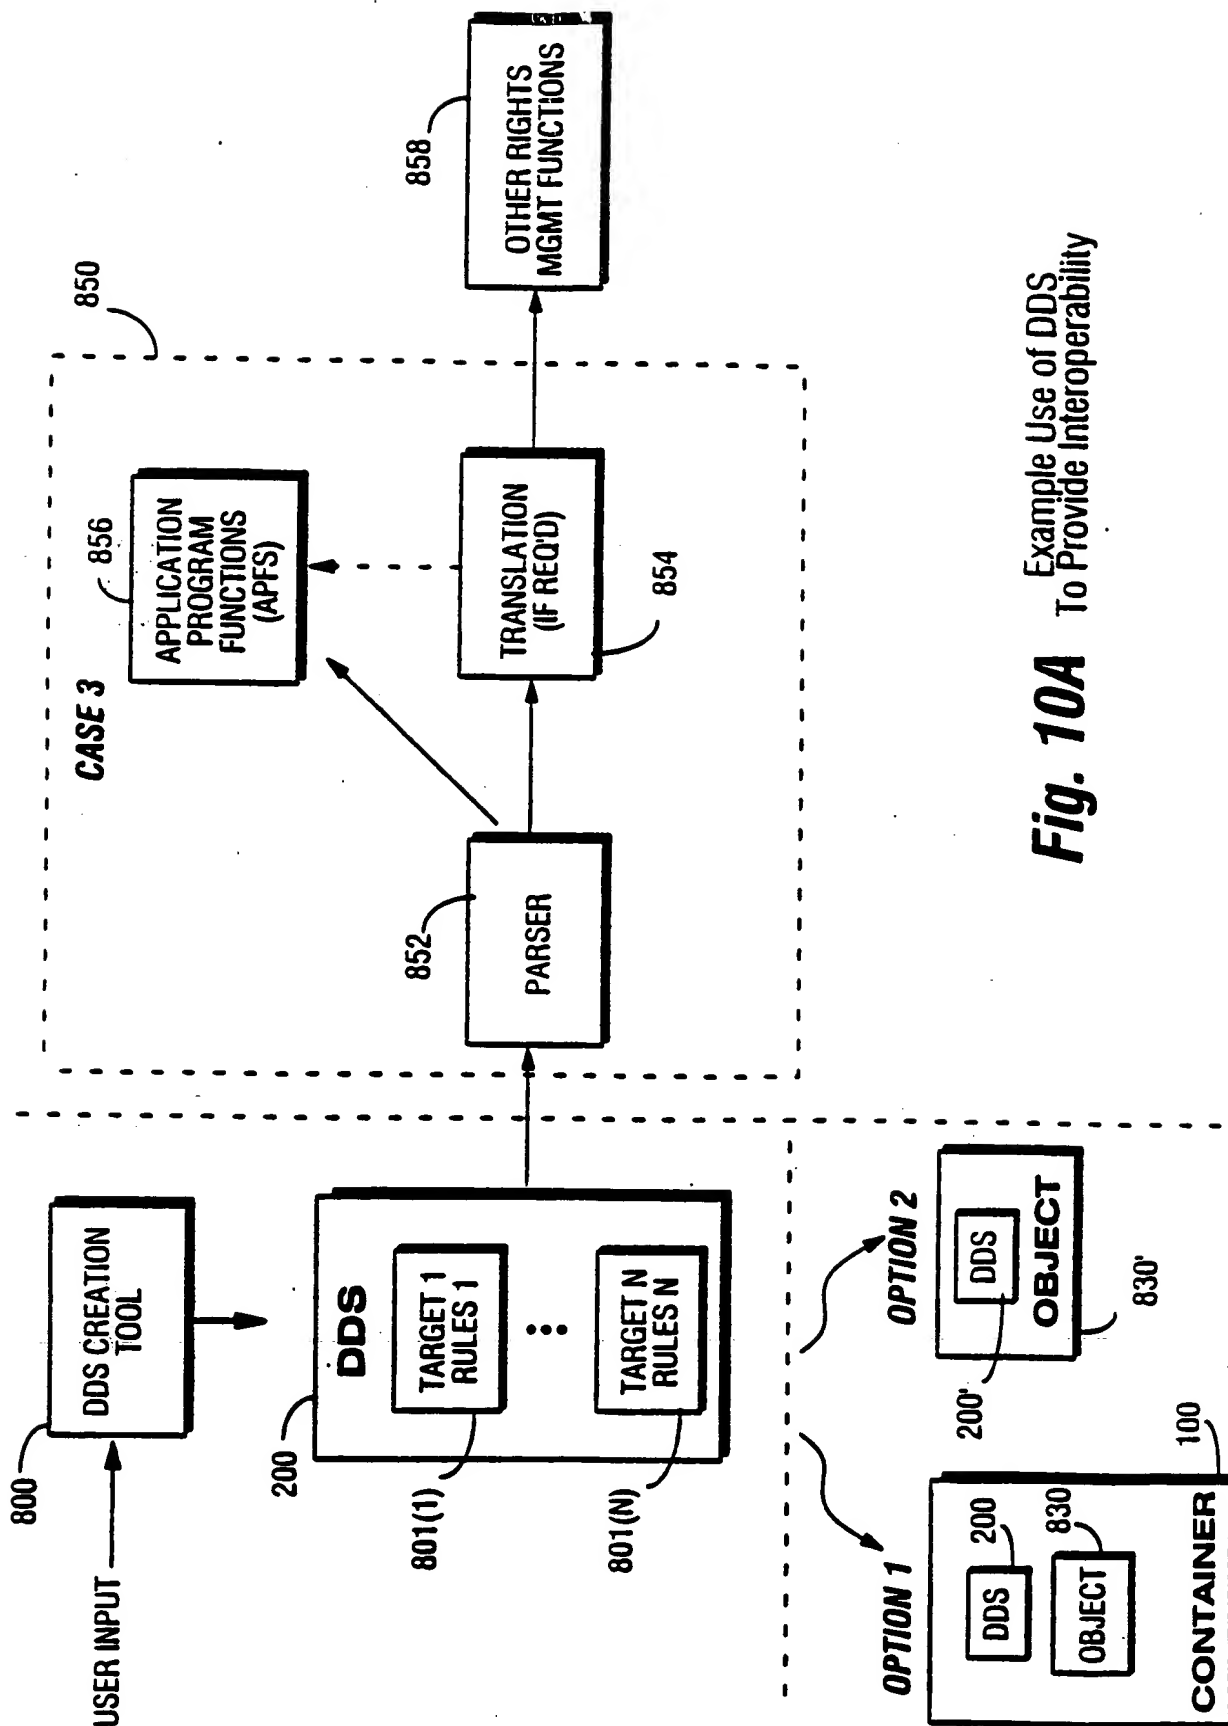 USER INPUT
800
DDS CREATION
TOOL
200
DDS
TARGET 1
RULES 1
801(1)
•••
TARGET N
RULES N
801(N)
850
CASE 3
852
PARSER
856
APPLICATION
PROGRAM
FUNCTIONS
(APFS)
TRANSLATION
(IF REQ'D)
854
858
OTHER RIGHTS
MGMT FUNCTIONS
OPTION 1
DDS
200
OBJECT
830
CONTAINER
100
OPTION 2
DDS
200'
OBJECT
830'
Fig. 10A
Example Use of DDS
To Provide Interoperability